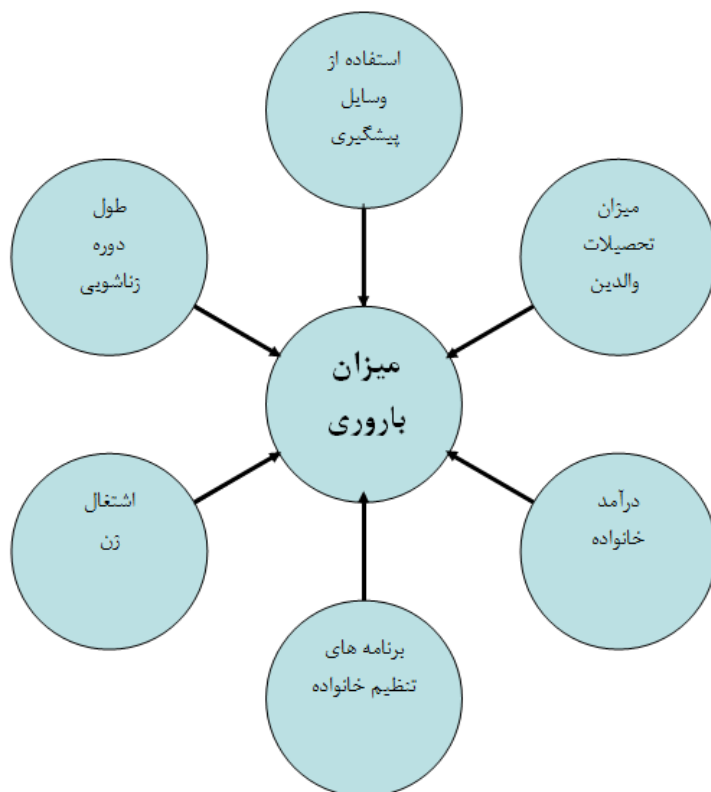 استفاده از
وسایل
پیشگیری
میزان
تحصیلات
والدین
طول
دوره
زناشویی
میزان
باروری
درآمد
خانواده
اشتغال
زن
برنامه های
تنظیم خانواده